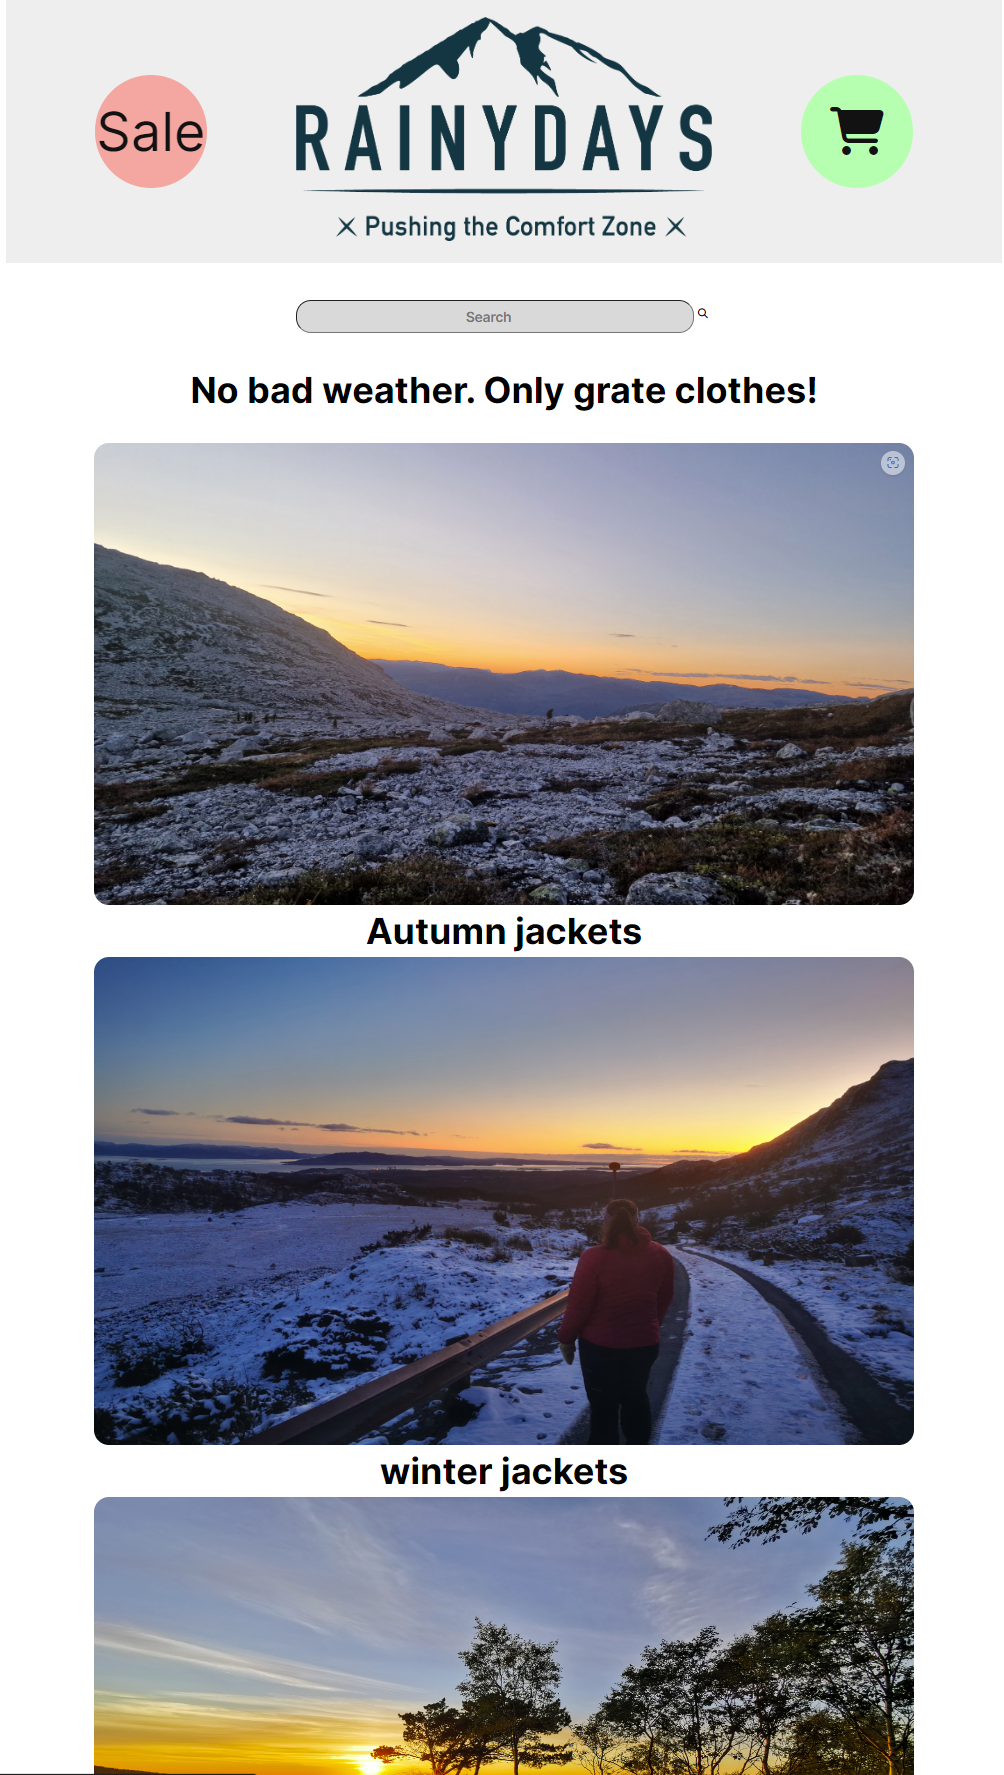 Sale
RAINYDAYS
Pushing the Comfort Zone
Search
No bad weather. Only grate clothes!
Autumn jackets
winter jackets